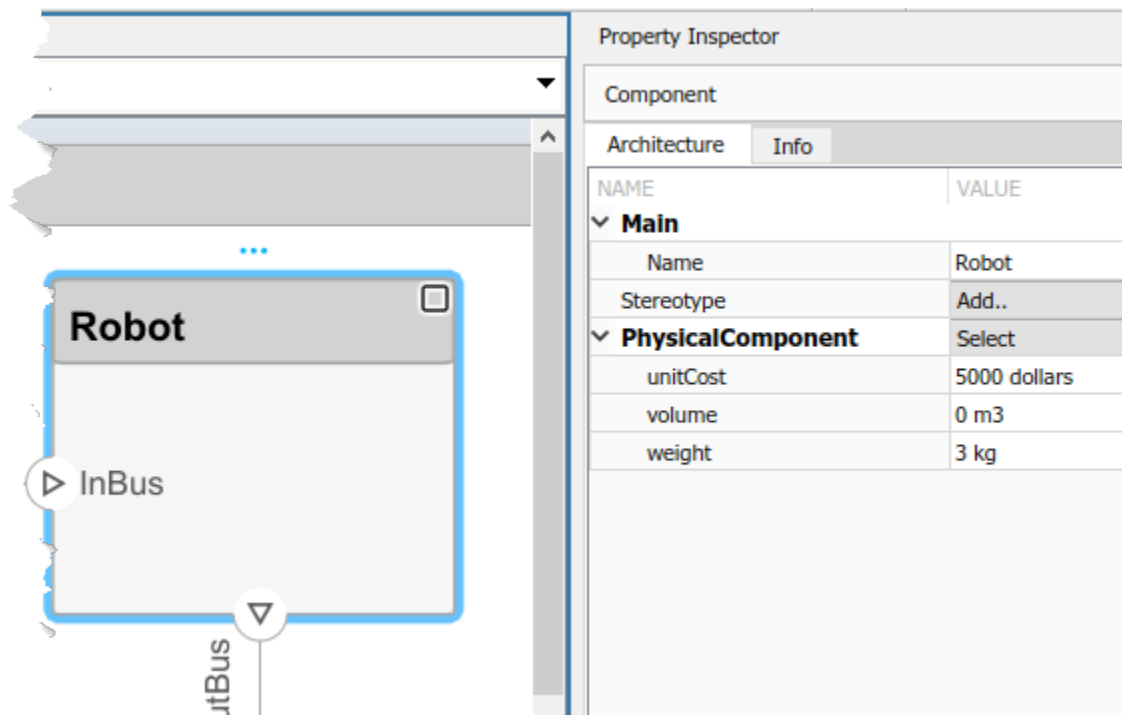 Property Inspector
Component
Architecture Info
NAME VALUE
Main
Name Robot
Stereotype Add..
PhysicalComponent Select
unitCost 5000 dollars
volume 0 m3
weight 3 kg
Robot
InBus